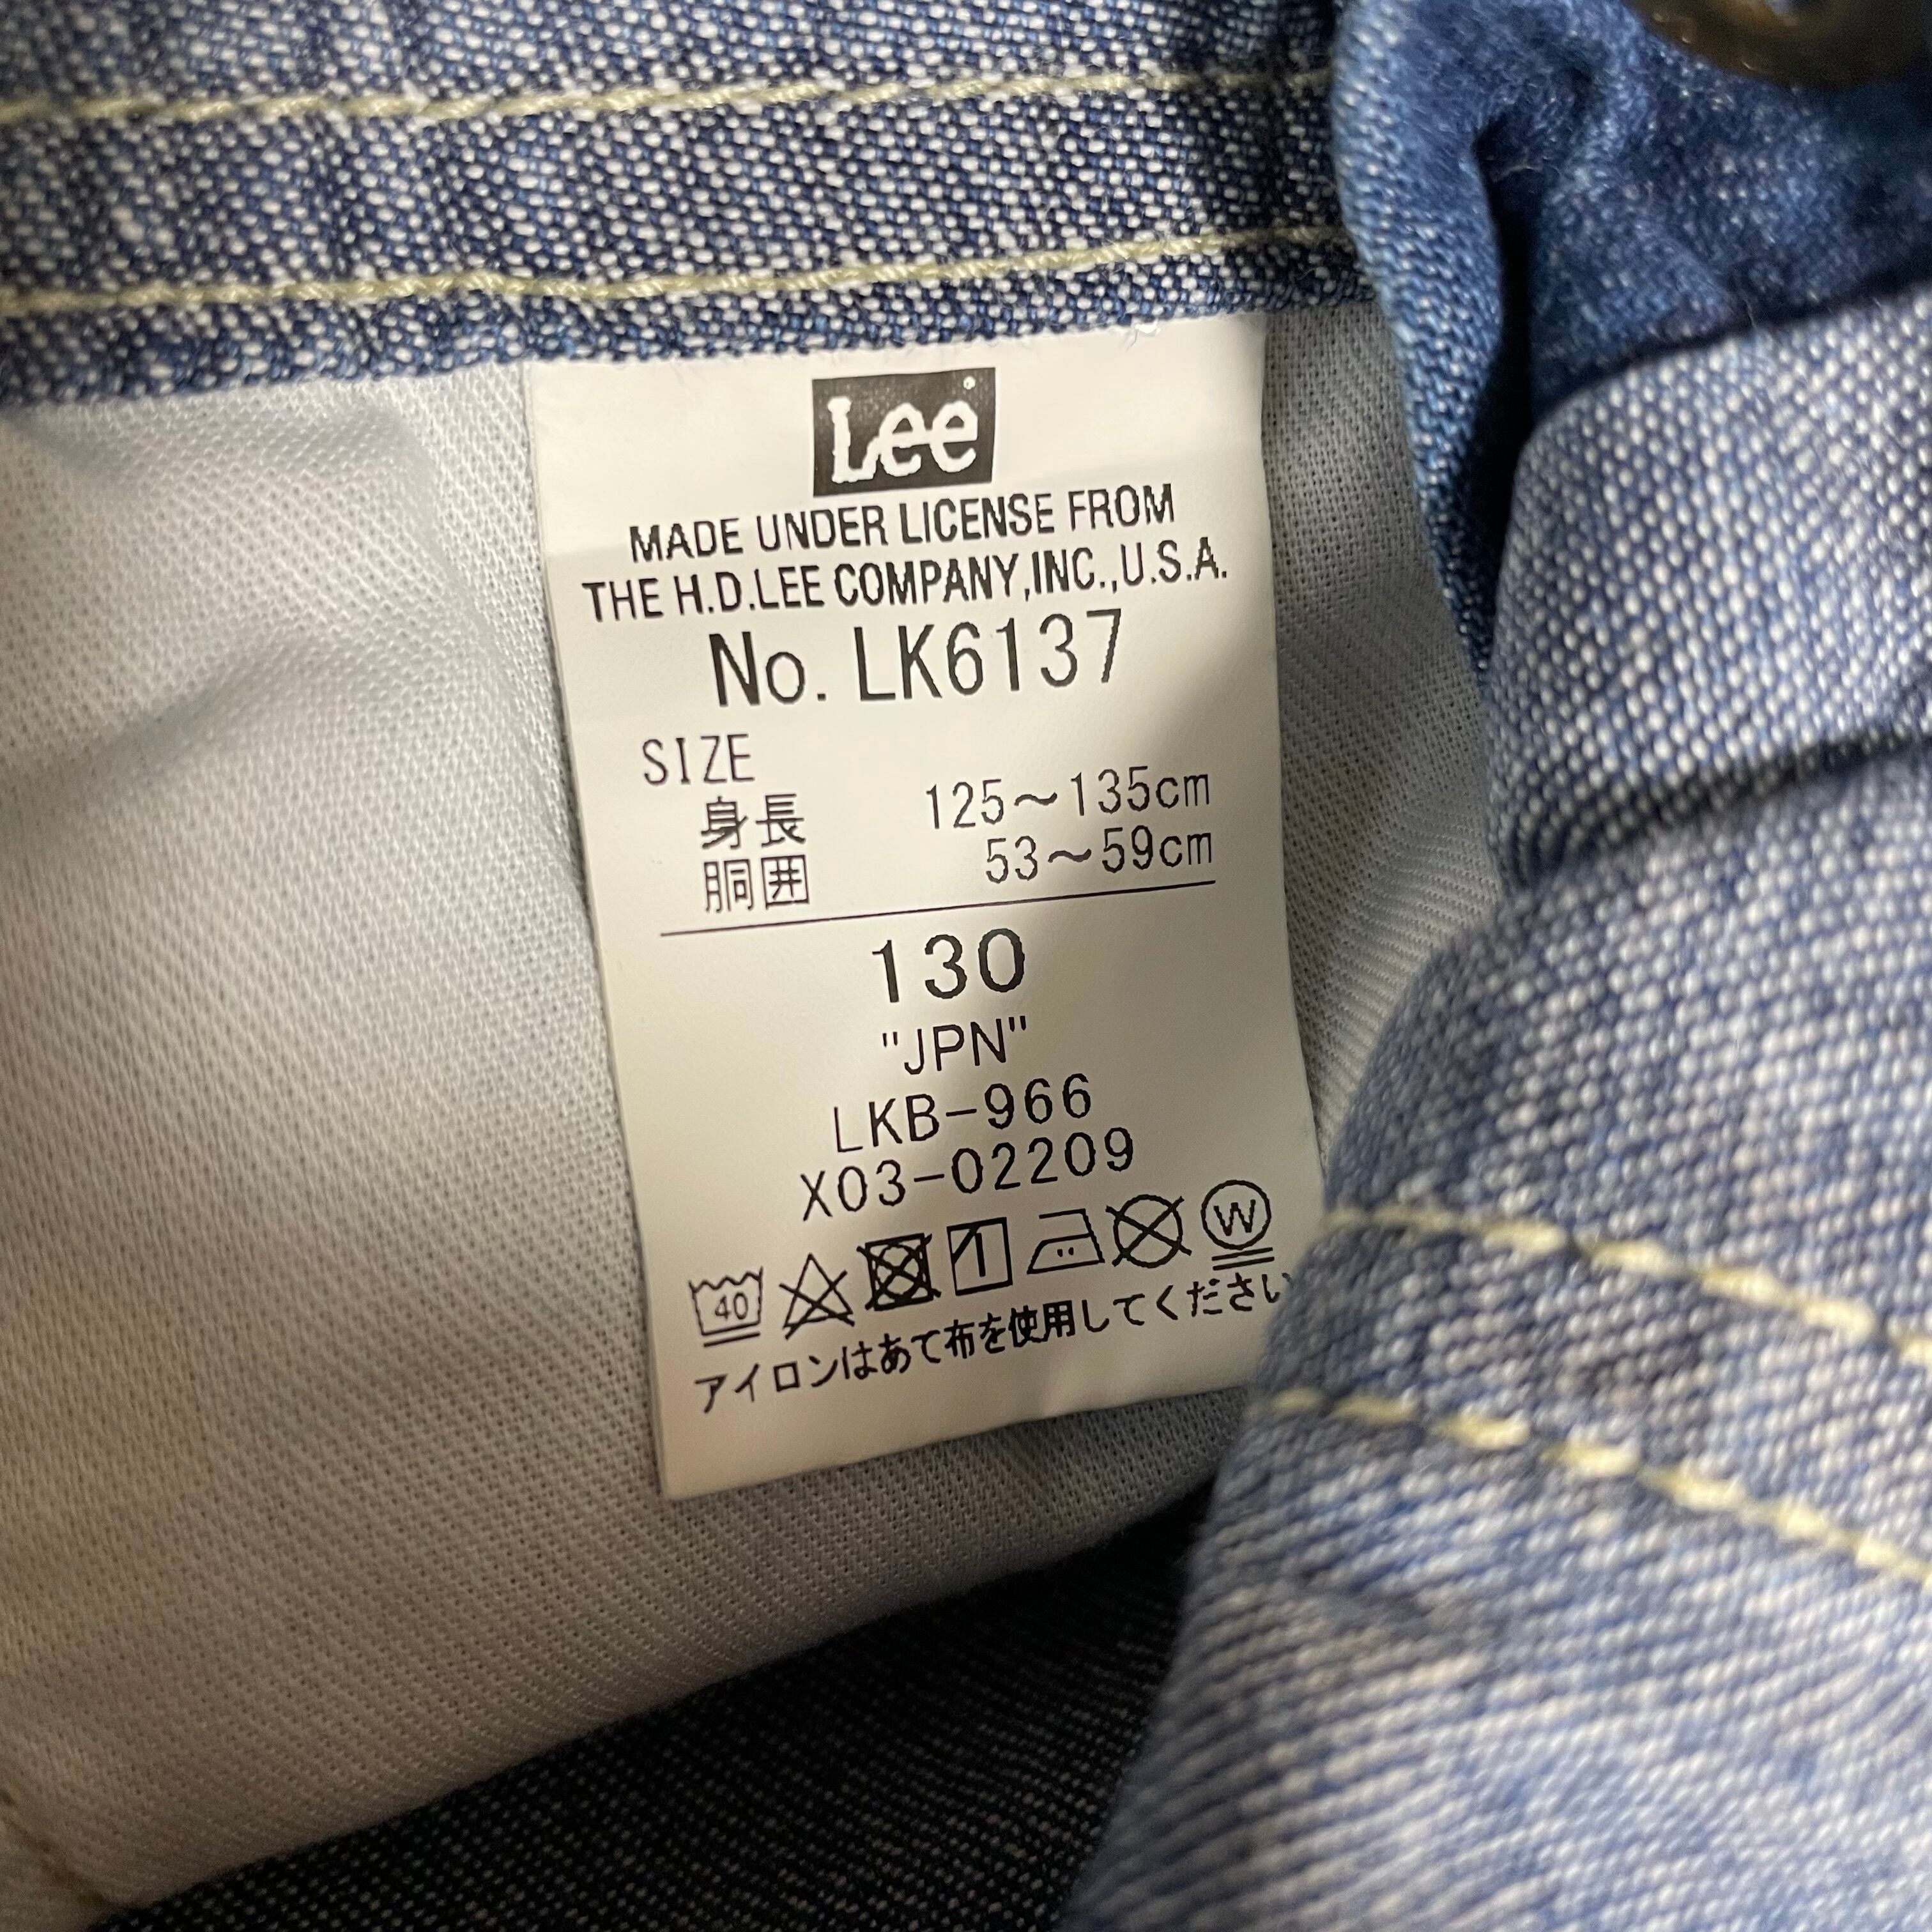 Lee
MADE UNDER LICENSE FROM
THE H.D.LEE COMPANY,INC.,U.S.A.
No. LK6137
SIZE
身長 125～135cm
胴囲 53～59cm
130
"JPN"
LKB-966
X03-02209
40 W
アイロンはあて布を使用してください